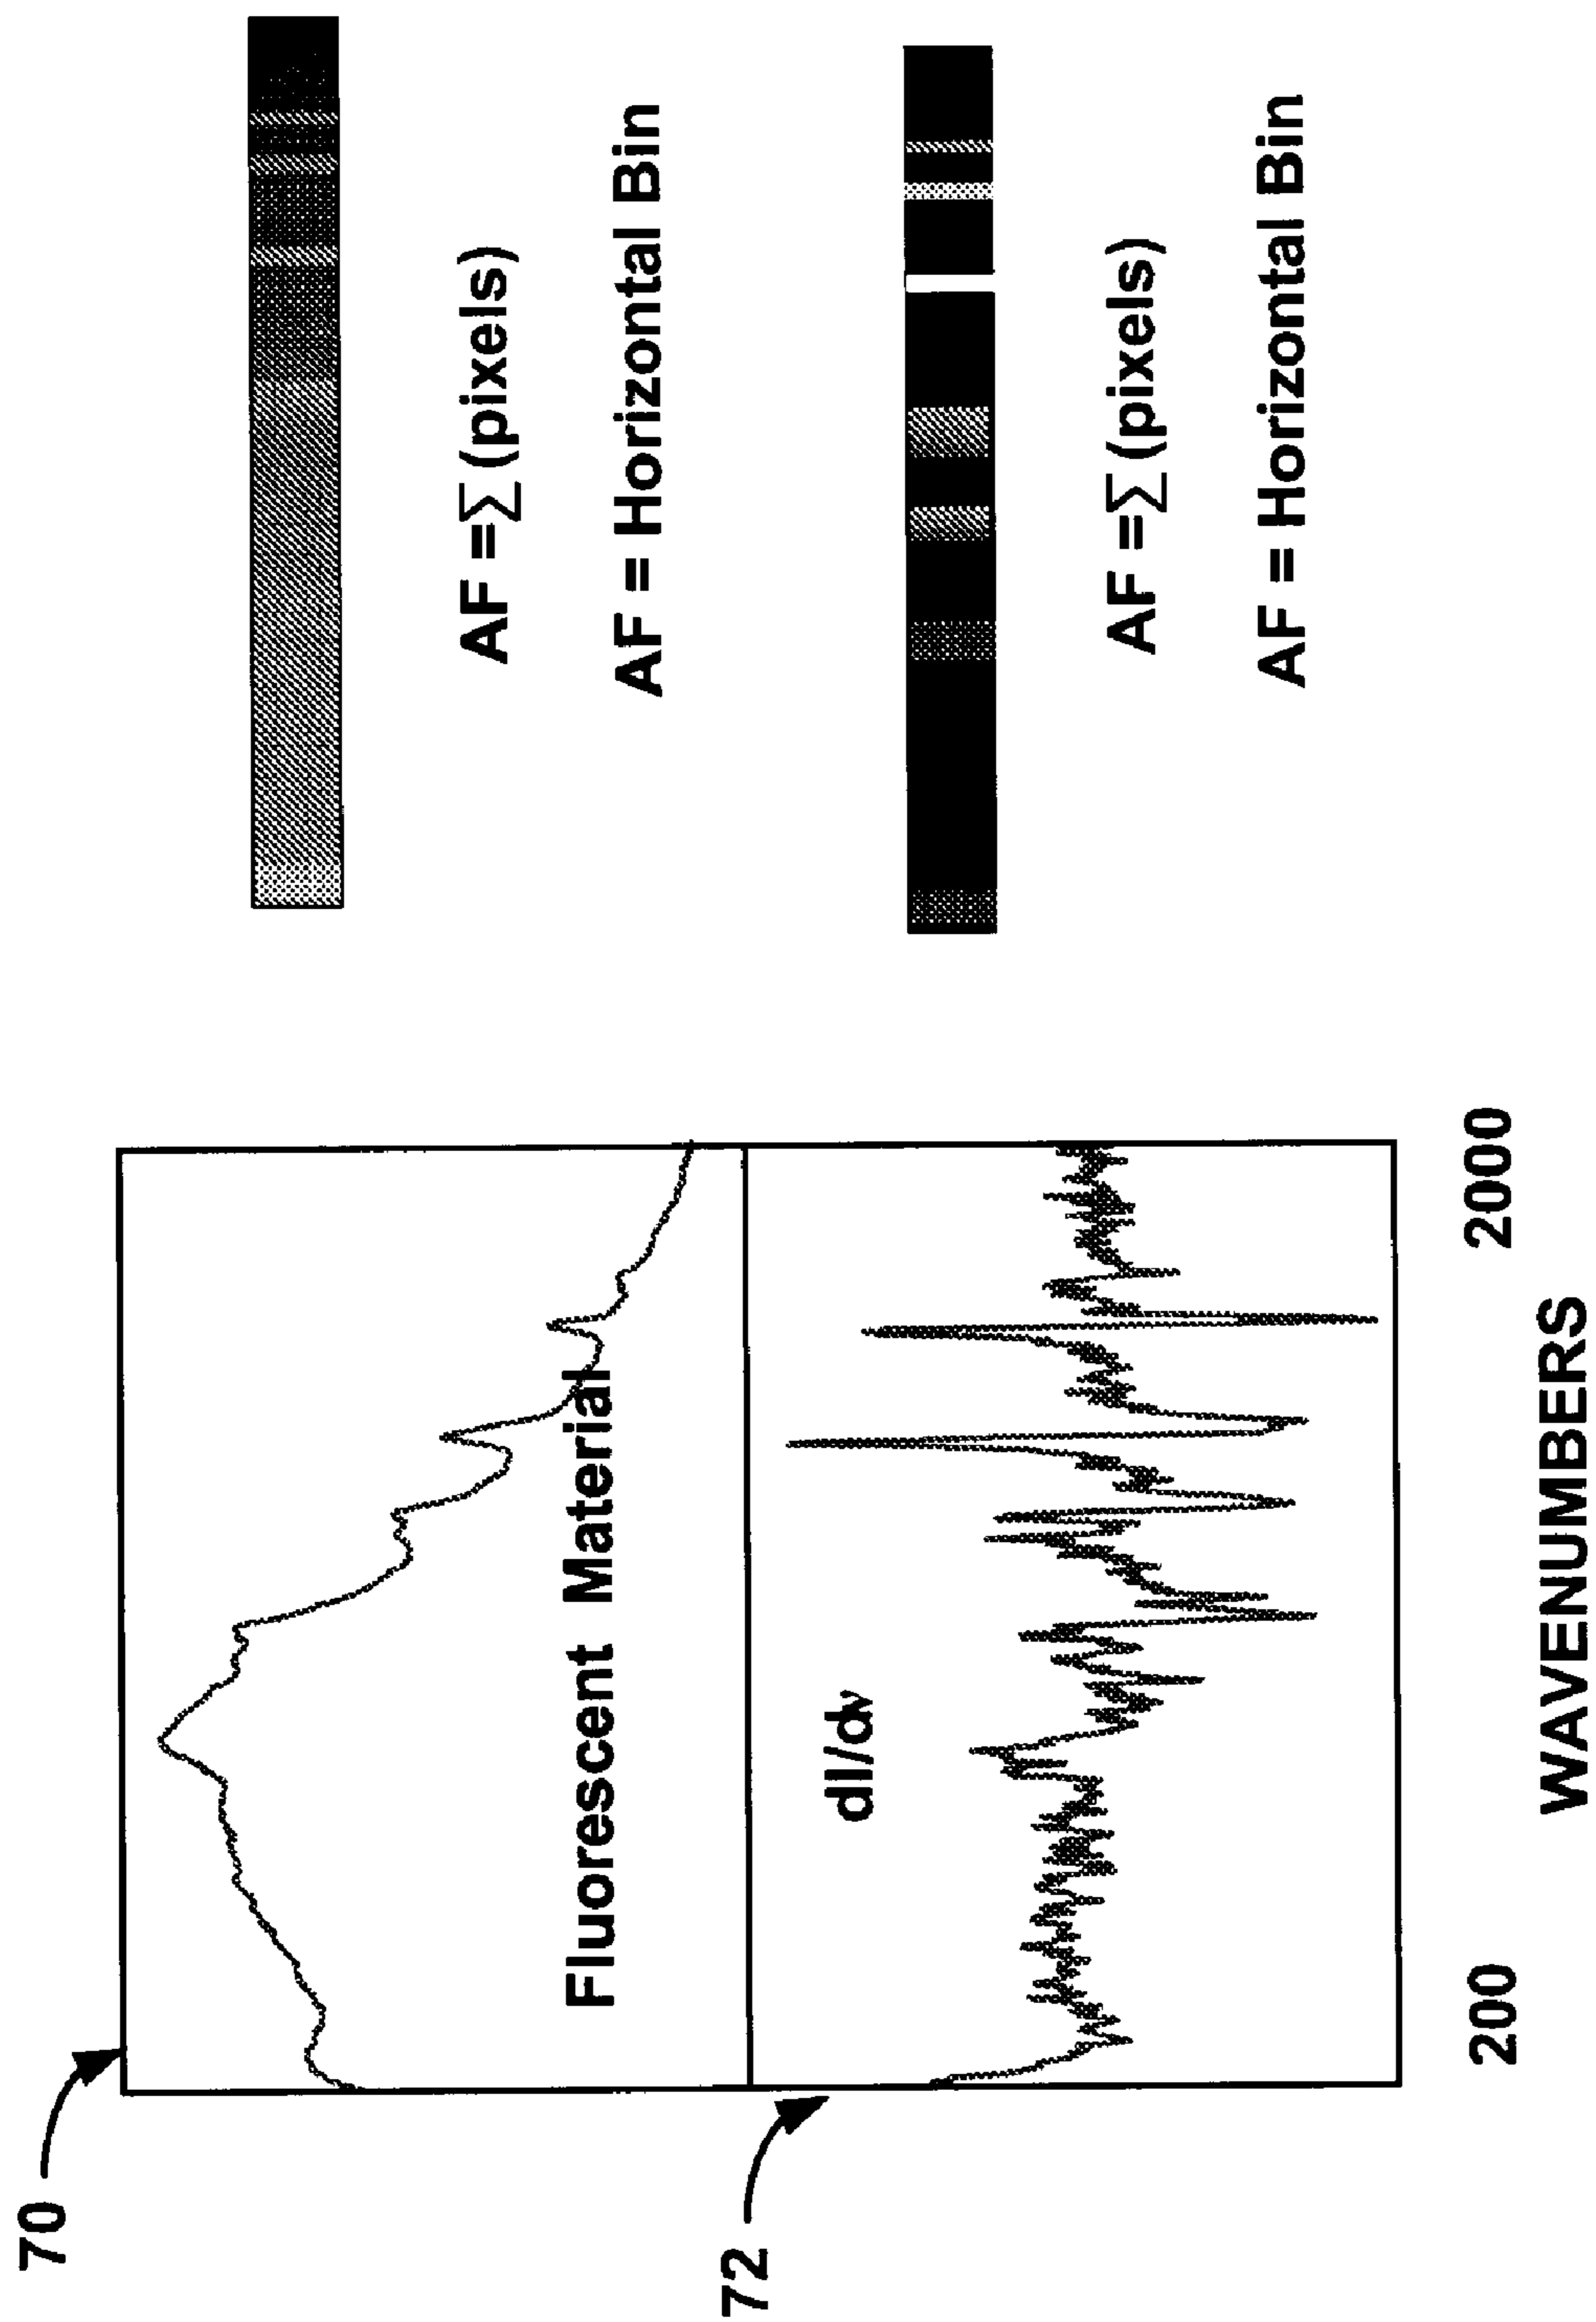 70
Fluorescent Material
72
dI/dν
200
2000
WAVENUMBERS
AF =∑ (pixels)
AF = Horizontal Bin
AF =∑ (pixels)
AF = Horizontal Bin